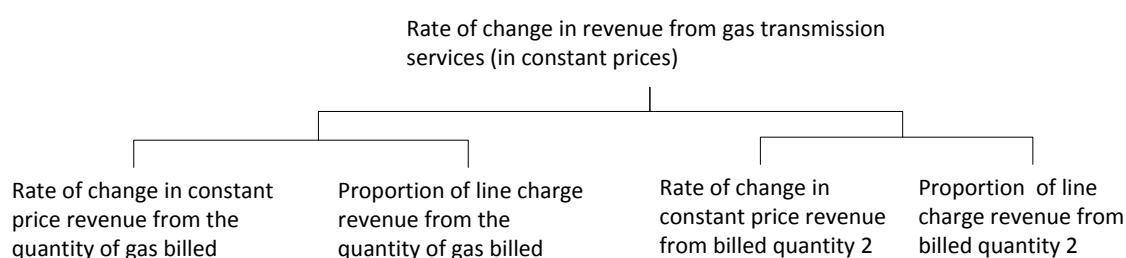 Rate of change in revenue from gas transmission
services (in constant prices)
Rate of change in constant
price revenue from the
quantity of gas billed
Proportion of line charge
revenue from the
quantity of gas billed
Rate of change in
constant price revenue
from billed quantity 2
Proportion of line
charge revenue from
billed quantity 2